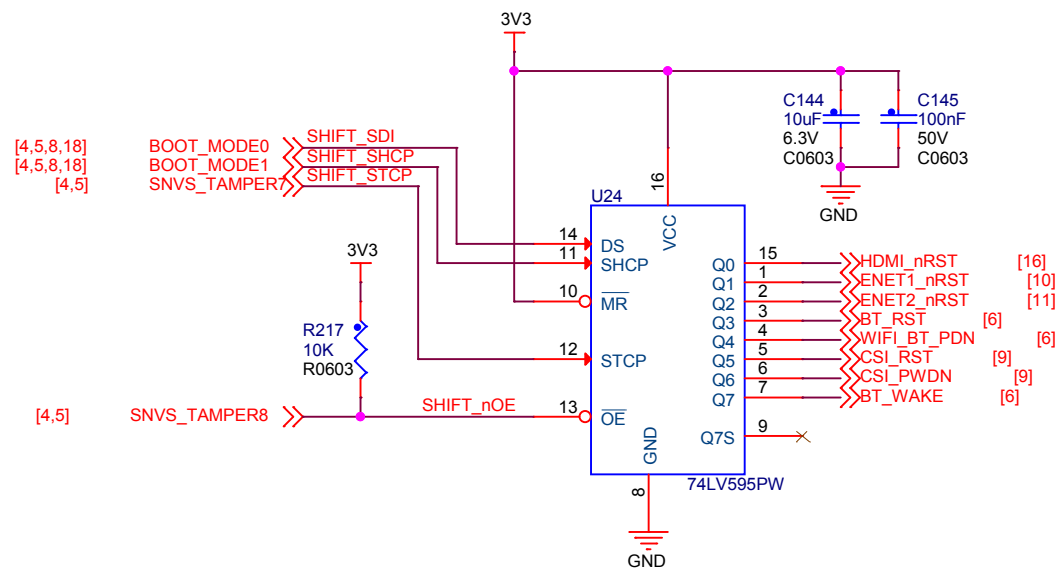 3V3
C144
10uF
6.3V
C0603
C145
100nF
50V
C0603
GND
[4,5,8,18] BOOT_MODE0 SHIFT_SDI
[4,5,8,18] BOOT_MODE1 SHIFT_SHCP
[4,5] SNVS_TAMPER7 SHIFT_STCP
3V3
R217
10K
R0603
[4,5] SNVS_TAMPER8 SHIFT_nOE
U24
16 VCC
14 DS
11 SHCP
10 MR
12 STCP
13 OE
GND 8
Q0 15 HDMI_nRST [16]
Q1 1 ENET1_nRST [10]
Q2 2 ENET2_nRST [11]
Q3 3 BT_RST [6]
Q4 4 WIFI_BT_PDN [6]
Q5 5 CSI_RST [9]
Q6 6 CSI_PWDN [9]
Q7 7 BT_WAKE [6]
Q7S 9
74LV595PW
GND